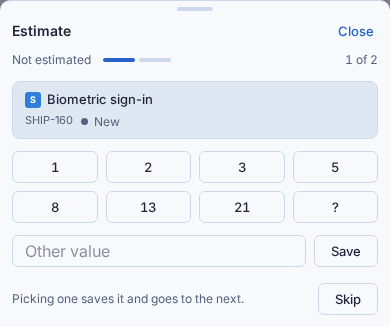 Estimate Close
Not estimated 1 of 2
S Biometric sign-in
SHIP-160 New
1 2 3 5
8 13 21 ?
Other value Save
Picking one saves it and goes to the next. Skip